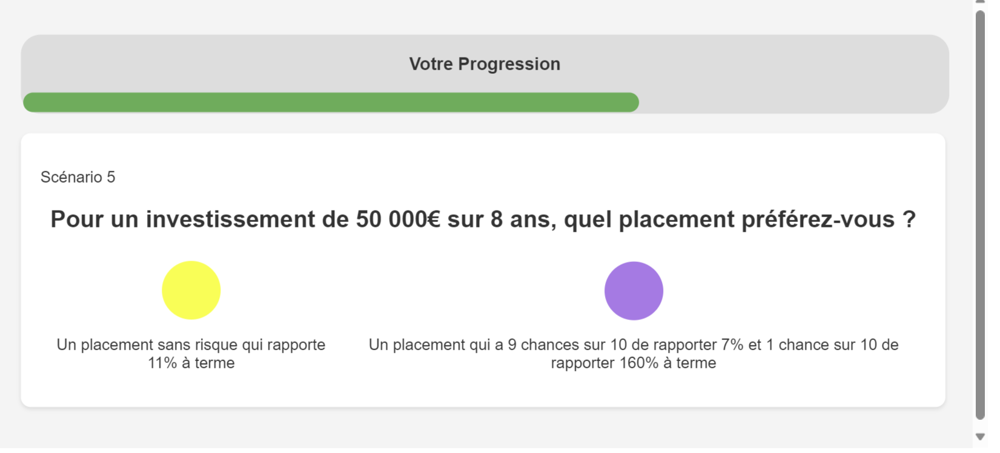 Votre Progression
Scénario 5
Pour un investissement de 50 000€ sur 8 ans, quel placement préférez-vous ?
Un placement sans risque qui rapporte
11% à terme
Un placement qui a 9 chances sur 10 de rapporter 7% et 1 chance sur 10 de
rapporter 160% à terme